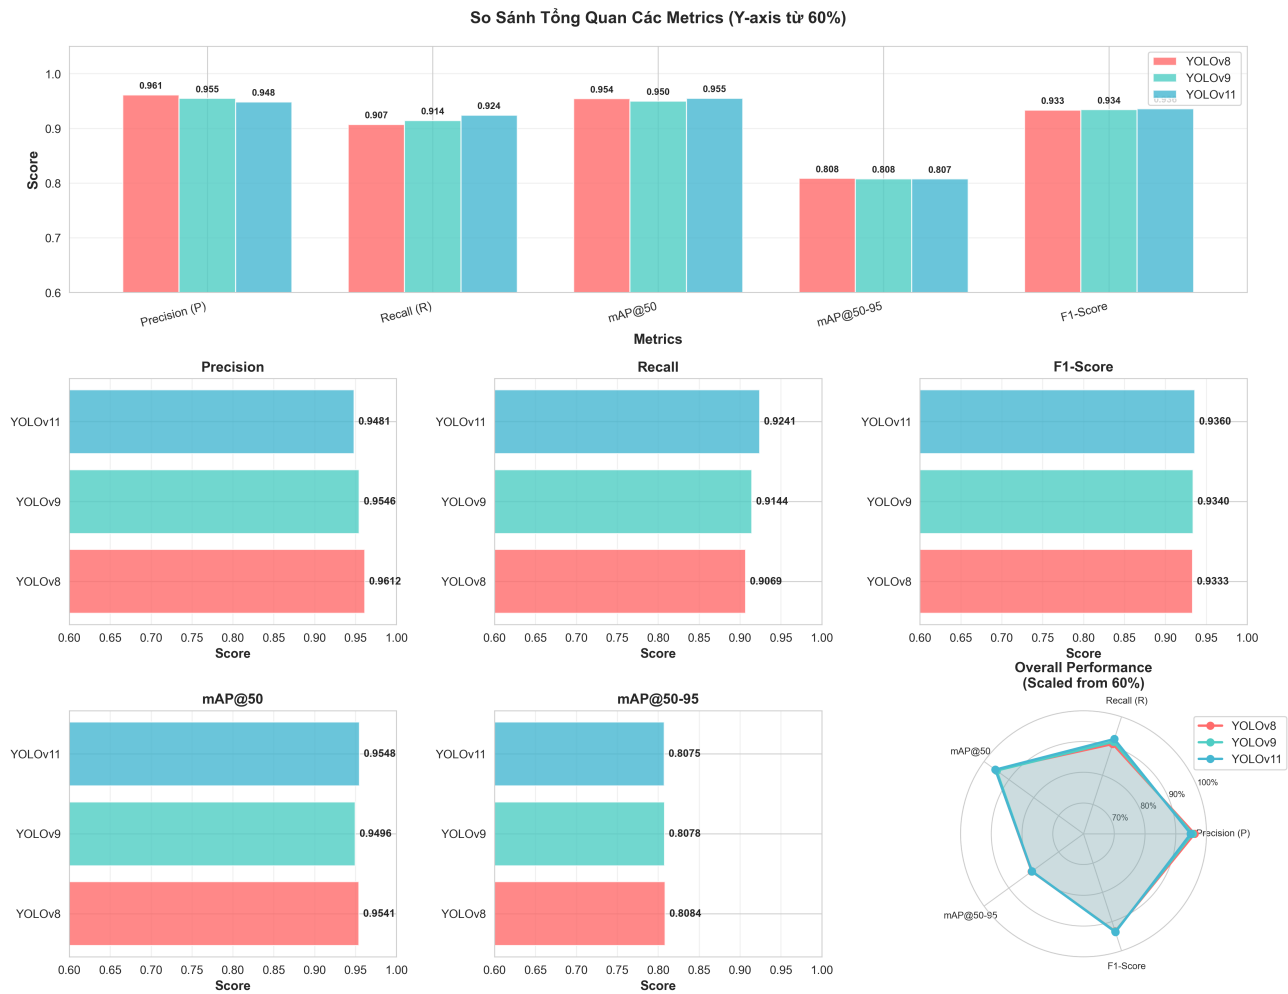 So Sánh Tổng Quan Các Metrics (Y-axis từ 60%)
YOLOv8
YOLOv9
YOLOv11
Score
1.0
0.9
0.8
0.7
0.6
0.961
0.955
0.948
0.907
0.914
0.924
0.954
0.950
0.955
0.808
0.808
0.807
0.933
0.934
Precision (P)
Recall (R)
mAP@50
mAP@50-95
F1-Score
Metrics
Precision
YOLOv11
0.9481
YOLOv9
0.9546
YOLOv8
0.9612
0.60 0.65 0.70 0.75 0.80 0.85 0.90 0.95 1.00
Score
Recall
YOLOv11
0.9241
YOLOv9
0.9144
YOLOv8
0.9069
0.60 0.65 0.70 0.75 0.80 0.85 0.90 0.95 1.00
Score
F1-Score
YOLOv11
0.9360
YOLOv9
0.9340
YOLOv8
0.9333
0.60 0.65 0.70 0.75 0.80 0.85 0.90 0.95 1.00
Score
mAP@50
YOLOv11
0.9548
YOLOv9
0.9496
YOLOv8
0.9541
0.60 0.65 0.70 0.75 0.80 0.85 0.90 0.95 1.00
Score
mAP@50-95
YOLOv11
0.8075
YOLOv9
0.8078
YOLOv8
0.8084
0.60 0.65 0.70 0.75 0.80 0.85 0.90 0.95 1.00
Score
Overall Performance
(Scaled from 60%)
Recall (R)
YOLOv8
YOLOv9
YOLOv11
mAP@50
100%
90%
80%
70%
Precision (P)
mAP@50-95
F1-Score